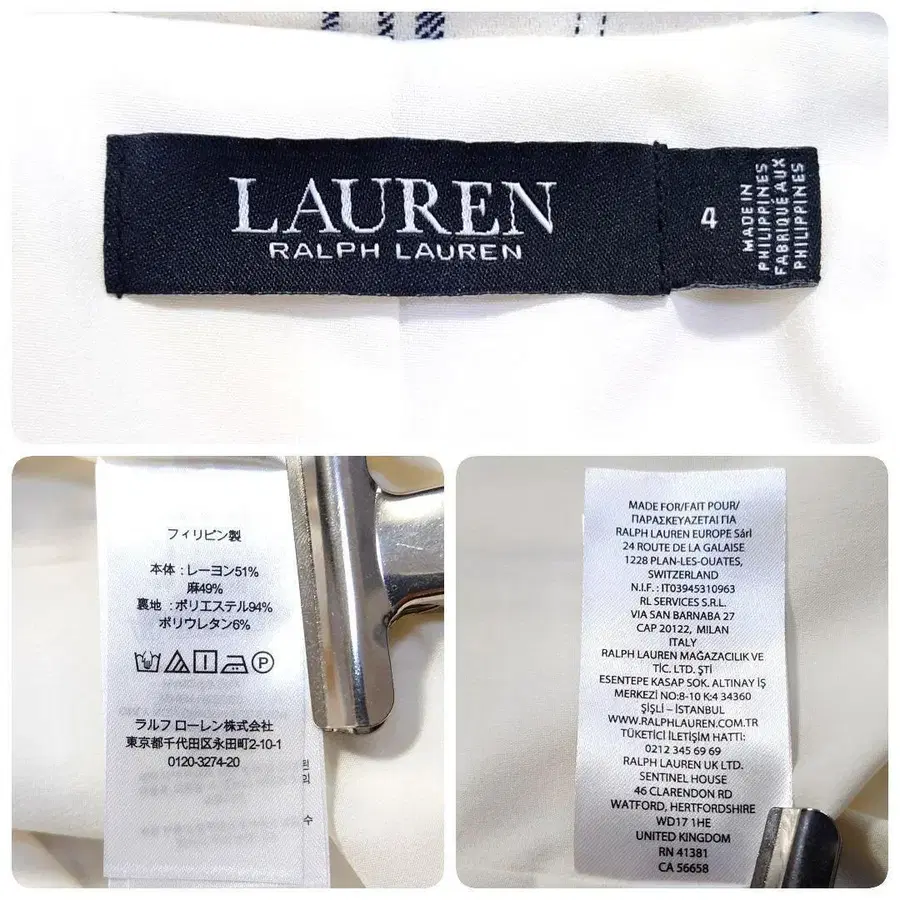 LAUREN
RALPH LAUREN
4
MADE IN
PHILIPPINES
FABRIQUÉ AUX
PHILIPPINES
フィリピン製
本体 : レーヨン51%
麻49%
裏地 : ポリエステル94%
ポリウレタン6%
ラルフ ローレン株式会社
東京都千代田区永田町2-10-1
0120-3274-20
수
MADE FOR/FAIT POUR/
ΠΑΡΑΣΚΕΥΑΖΕΤΑΙ ΓΙΑ
RALPH LAUREN EUROPE Sárl
24 ROUTE DE LA GALAISE
1228 PLAN-LES-OUATES,
SWITZERLAND
N.I.F. : IT03945310963
RL SERVICES S.R.L.
VIA SAN BARNABA 27
CAP 20122, MILAN
ITALY
RALPH LAUREN MAĞAZACILIK VE
TİC. LTD. ŞTİ
ESENTEPE KASAP SOK. ALTINAY İŞ
MERKEZİ NO:8-10 K:4 34360
ŞİŞLİ – İSTANBUL
WWW.RALPHLAUREN.COM.TR
TÜKETİCİ İLETİŞİM HATTI:
0212 345 69 69
RALPH LAUREN UK LTD.
SENTINEL HOUSE
46 CLARENDON RD
WATFORD, HERTFORDSHIRE
WD17 1HE
UNITED KINGDOM
RN 41381
CA 56658